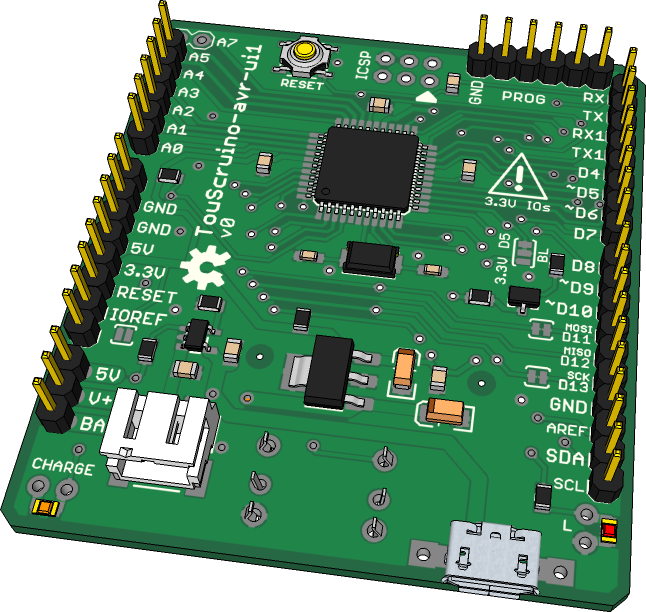 A7
A5
A4
A3
A2
A1
A0
GND
GND
5V
3.3V
RESET
IOREF
5V
V+
BA
CHARGE
TouScruino-avr-ui1
v0
RESET
ICSP
GND
PROG
RX
TX
RX1
TX1
D4
~D5
~D6
D7
3.3V IOs
D8
~D9
~D10
3.3V D5
BL
MOSI
D11
MISO
D12
SCK
D13
GND
AREF
SDA
SCL
L